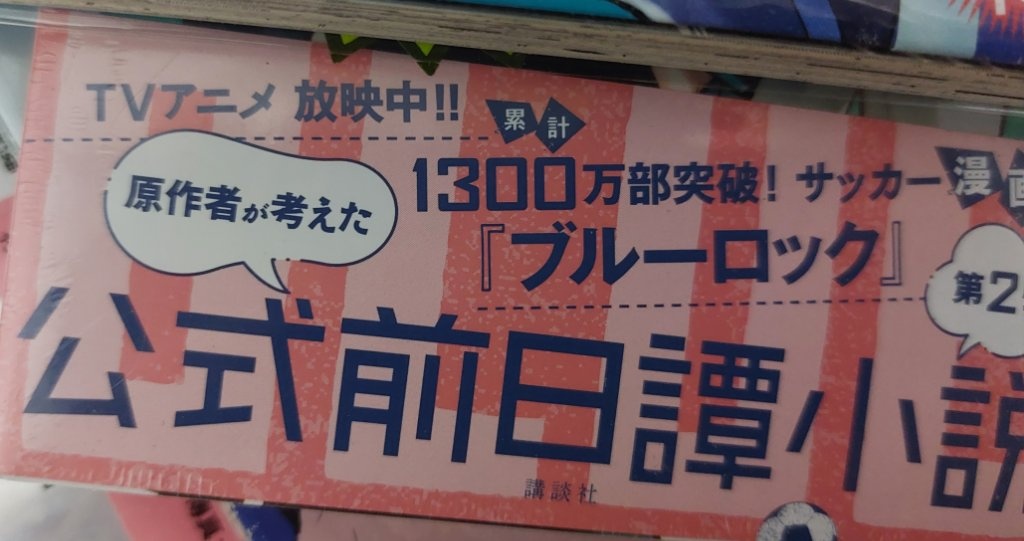 TVアニメ 放映中!!
累計
1300万部突破! サッカー漫画
『ブルーロック』
原作者が考えた
第2
公式前日譚小説
講談社